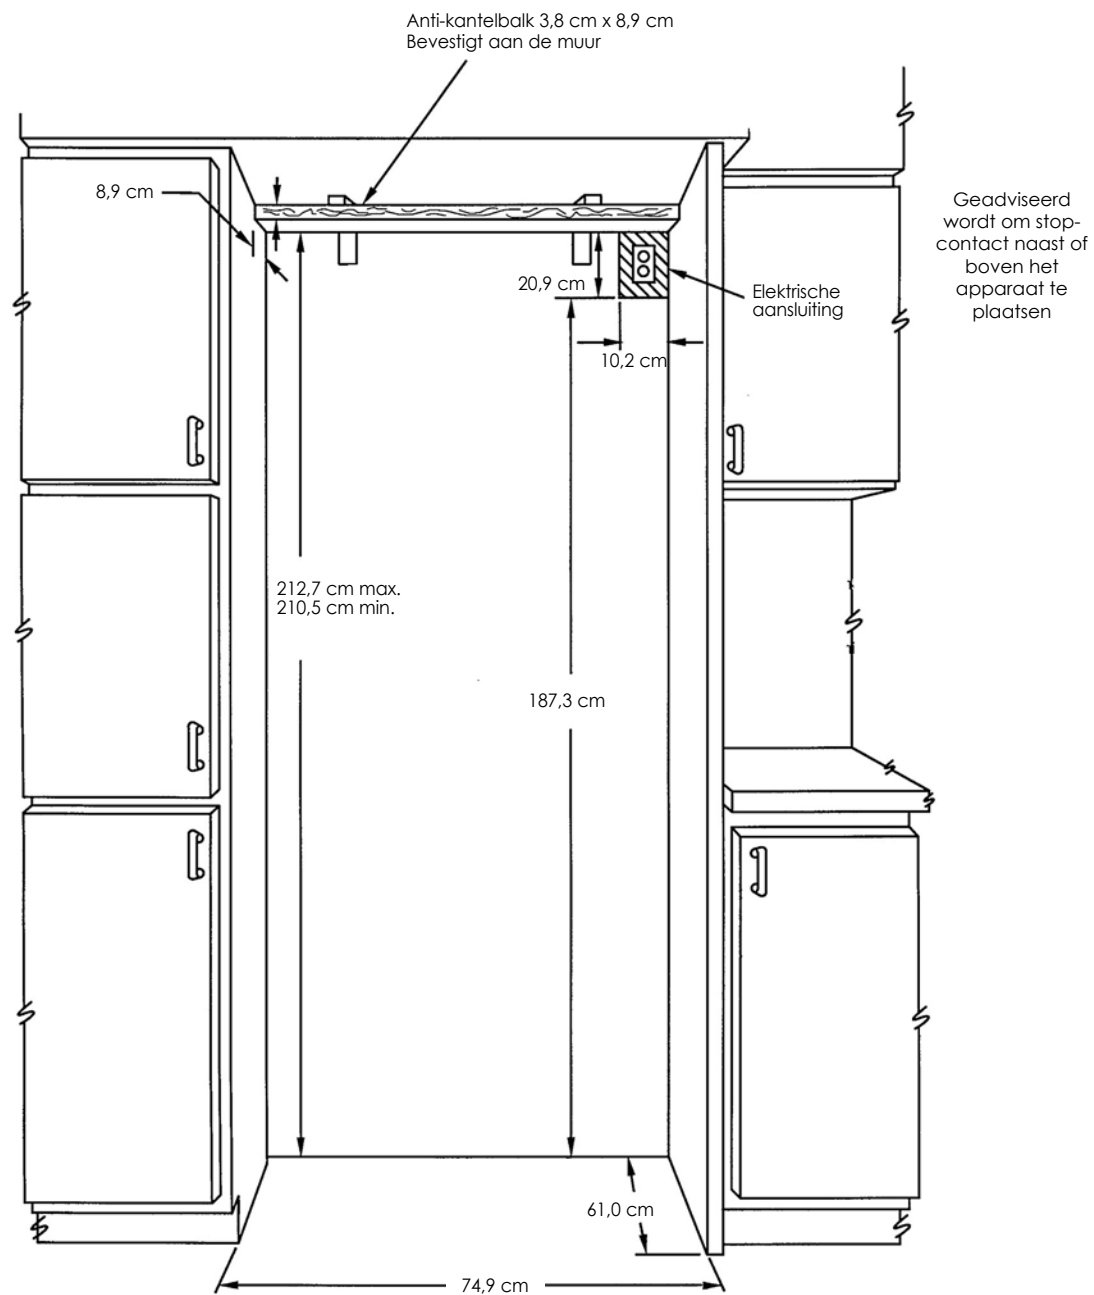 Anti-kantelbalk 3,8 cm x 8,9 cm
Bevestigt aan de muur
8,9 cm
Geadviseerd
wordt om stop-
contact naast of
boven het
apparaat te
plaatsen
20,9 cm
Elektrische
aansluiting
10,2 cm
212,7 cm max.
210,5 cm min.
187,3 cm
61,0 cm
74,9 cm